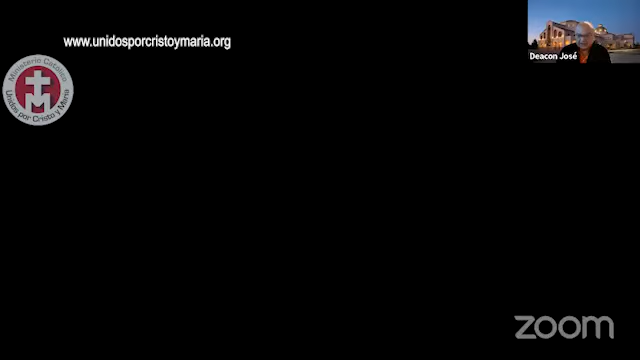 www.unidosporcristoymaria.org
Deacon José
Ministerio Católico
Unidos por Cristo y María
zoom